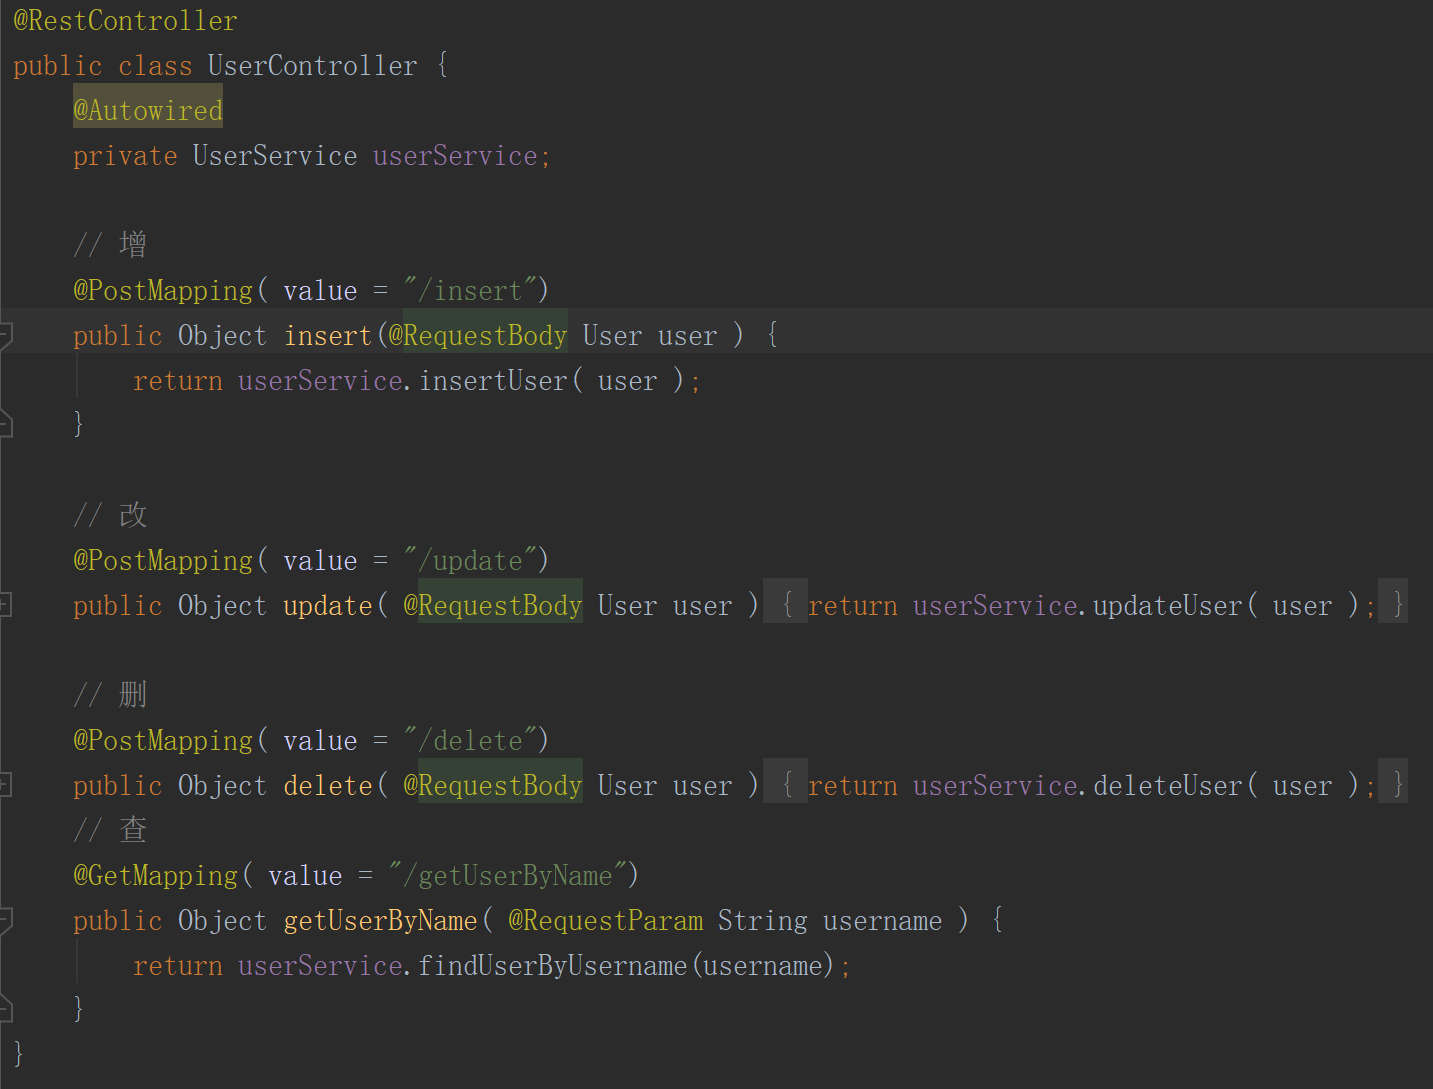 @RestController
public class UserController {
@Autowired
private UserService userService;
// 增
@PostMapping( value = "/insert")
public Object insert(@RequestBody User user ) {
return userService.insertUser( user );
}
// 改
@PostMapping( value = "/update")
public Object update( @RequestBody User user ) { return userService.updateUser( user ); }
// 删
@PostMapping( value = "/delete")
public Object delete( @RequestBody User user ) { return userService.deleteUser( user ); }
// 查
@GetMapping( value = "/getUserByName")
public Object getUserByName( @RequestParam String username ) {
return userService.findUserByUsername(username);
}
}